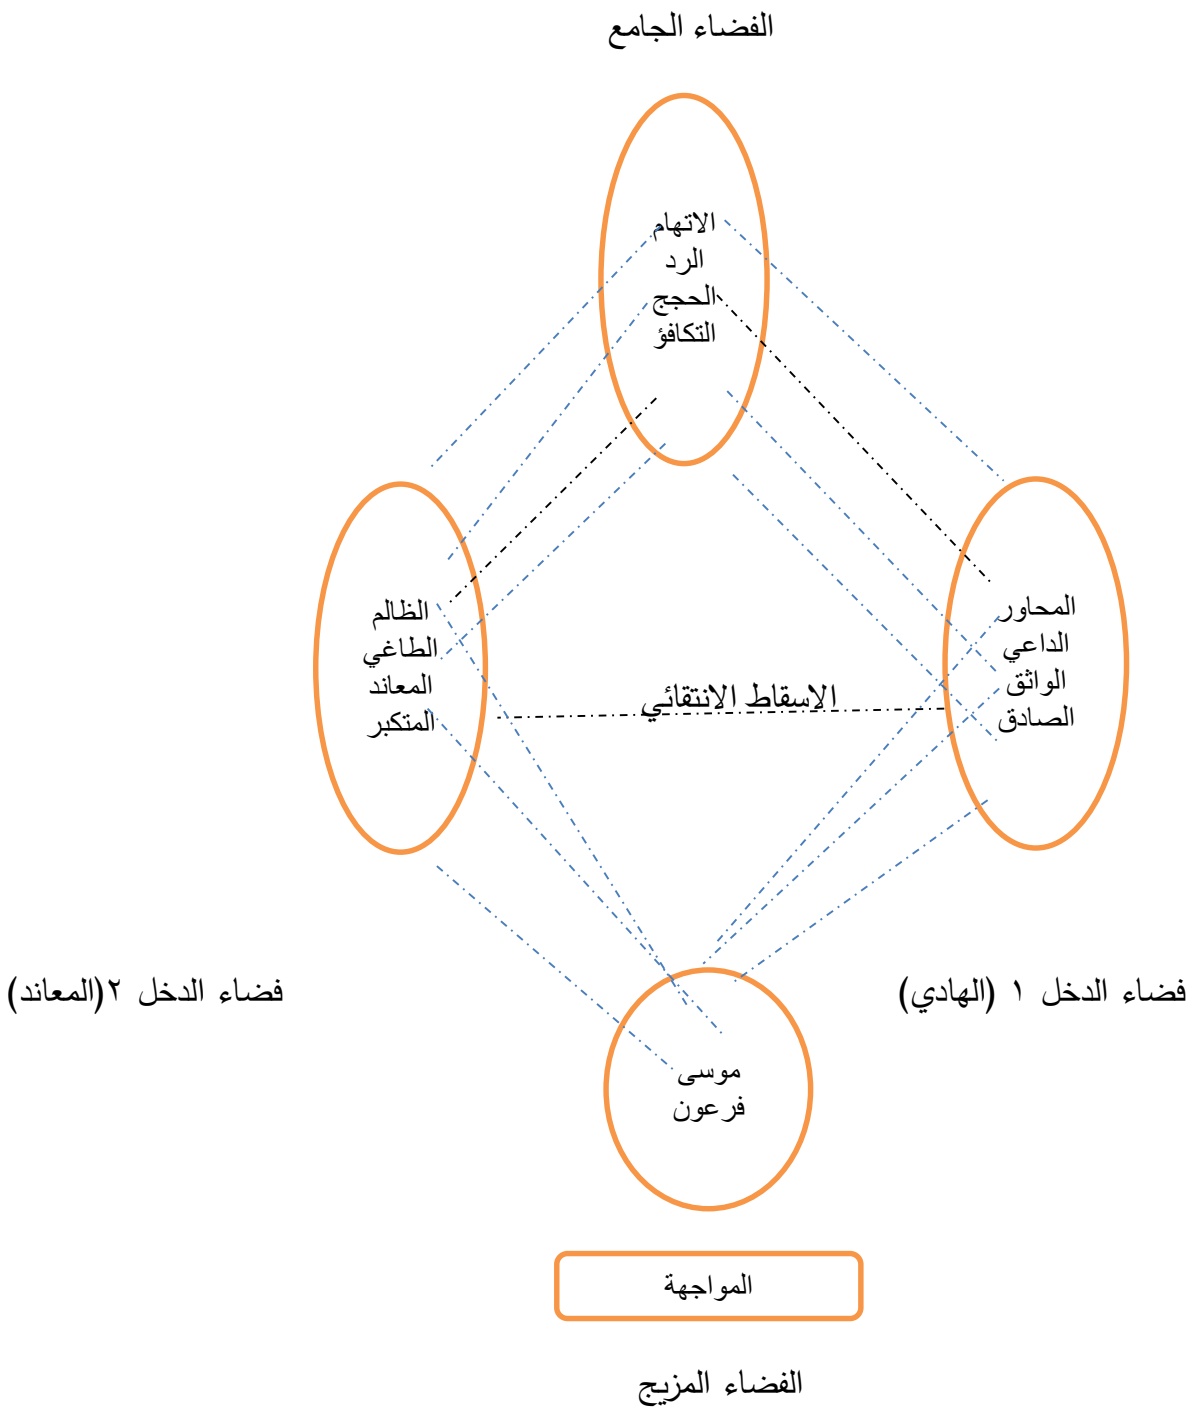 الفضاء الجامع
الاتهام
الرد
الحجج
التكافؤ
المحاور
الداعي
الواثق
الصادق
الظالم
الطاغي
المعاند
المتكبر
الاسقاط الانتقائي
فضاء الدخل ١ (الهادي)
فضاء الدخل ٢(المعاند)
موسى
فرعون
المواجهة
الفضاء المزيج